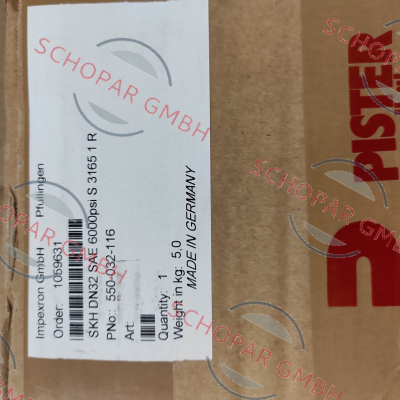 Impexron GmbH Pfullingen
Order: 1059631
SKH DN32 SAE 6000psi S 3165 1 R
PNo.: 550-032-116
Art:
Quantity: 1
Weight in kg: 5,0
MADE IN GERMANY
PISTER
SCHOPAR GMBH
SCHOPAR GMBH
SCHOPAR GMBH
SCHOPAR GMBH